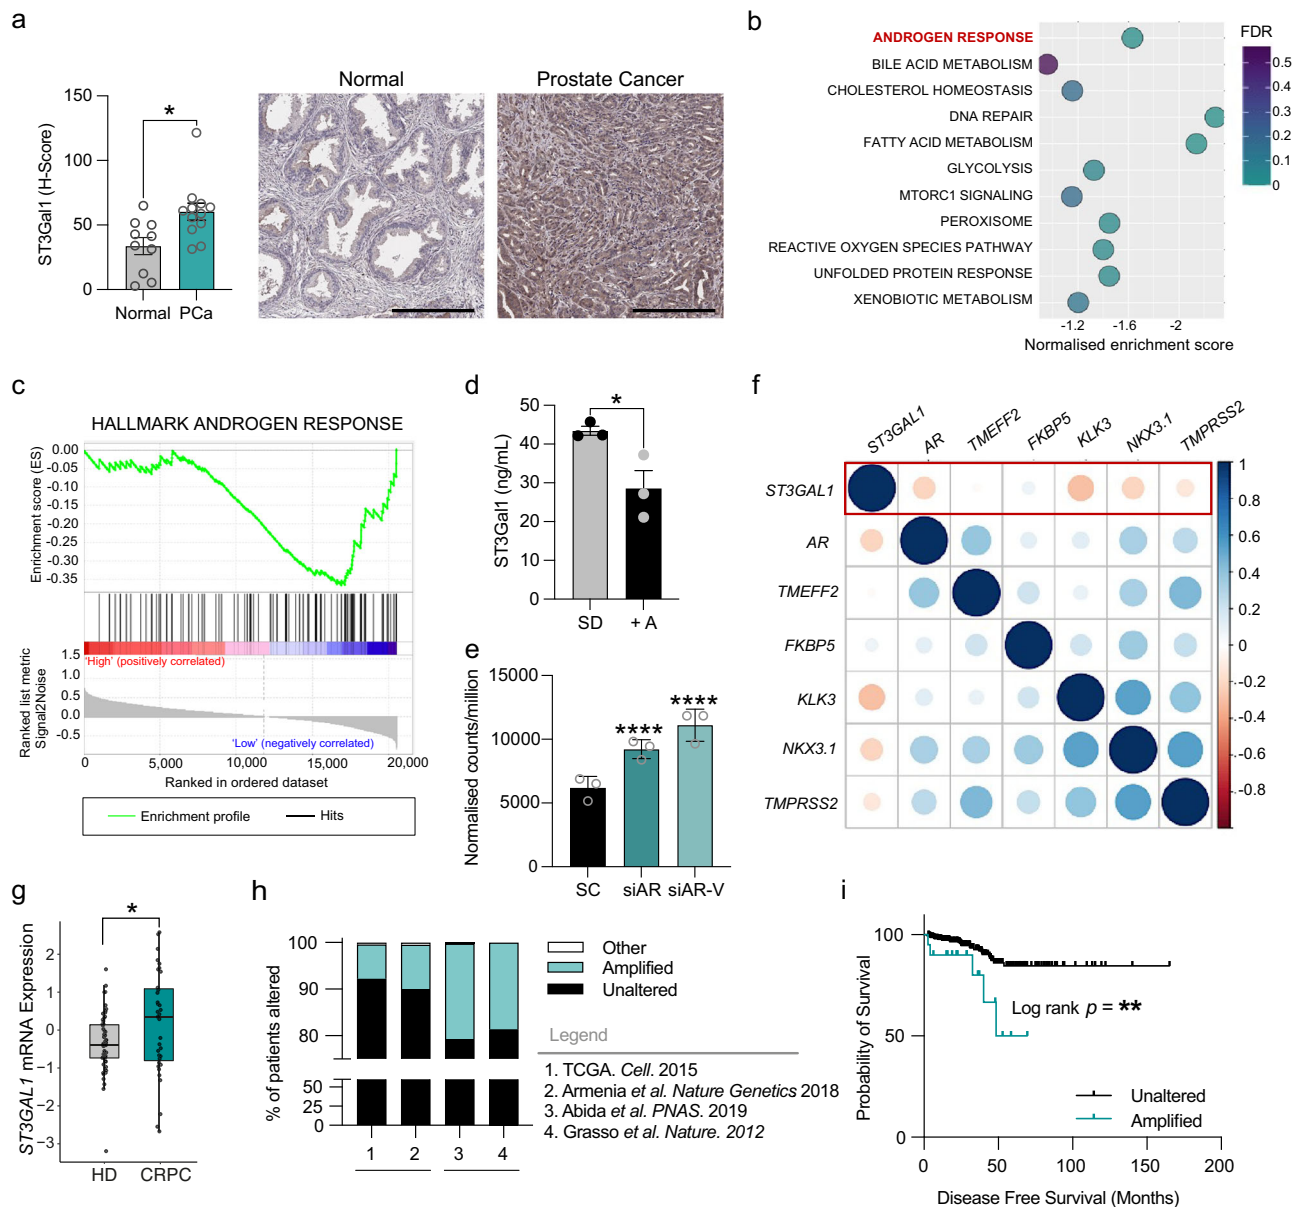 a
Normal
Prostate Cancer
ST3Gal1 (H-Score)
150
100
50
0
*
Normal PCa
b
ANDROGEN RESPONSE
BILE ACID METABOLISM
CHOLESTEROL HOMEOSTASIS
DNA REPAIR
FATTY ACID METABOLISM
GLYCOLYSIS
MTORC1 SIGNALING
PEROXISOME
REACTIVE OXYGEN SPECIES PATHWAY
UNFOLDED PROTEIN RESPONSE
XENOBIOTIC METABOLISM
-1.2 -1.6 -2
Normalised enrichment score
FDR
0.5
0.4
0.3
0.2
0.1
0
c
HALLMARK ANDROGEN RESPONSE
Enrichment score (ES)
0.00
-0.05
-0.10
-0.15
-0.20
-0.25
-0.30
-0.35
Ranked list metric
Signal2Noise
1.5
1.0
0.5
0.0
-0.5
'High' (positively correlated)
'Low' (negatively correlated)
0 5,000 10,000 15,000 20,000
Ranked in ordered dataset
Enrichment profile Hits
d
ST3Gal1 (ng/mL)
50
40
30
20
10
0
*
SD + A
e
Normalised counts/million
15000
10000
5000
0
****
****
SC siAR siAR-V
f
ST3GAL1 AR TMEFF2 FKBP5 KLK3 NKX3.1 TMPRSS2
ST3GAL1
AR
TMEFF2
FKBP5
KLK3
NKX3.1
TMPRSS2
1
0.8
0.6
0.4
0.2
0
-0.2
-0.4
-0.6
-0.8
g
ST3GAL1 mRNA Expression
2
1
0
−1
−2
−3
*
HD CRPC
h
% of patients altered
100
90
80
50
25
0
1 2 3 4
Other
Amplified
Unaltered
Legend
1. TCGA. Cell. 2015
2. Armenia et al. Nature Genetics 2018
3. Abida et al. PNAS. 2019
4. Grasso et al. Nature. 2012
i
Probability of Survival
100
50
0
Log rank p = **
Unaltered
Amplified
0 50 100 150 200
Disease Free Survival (Months)